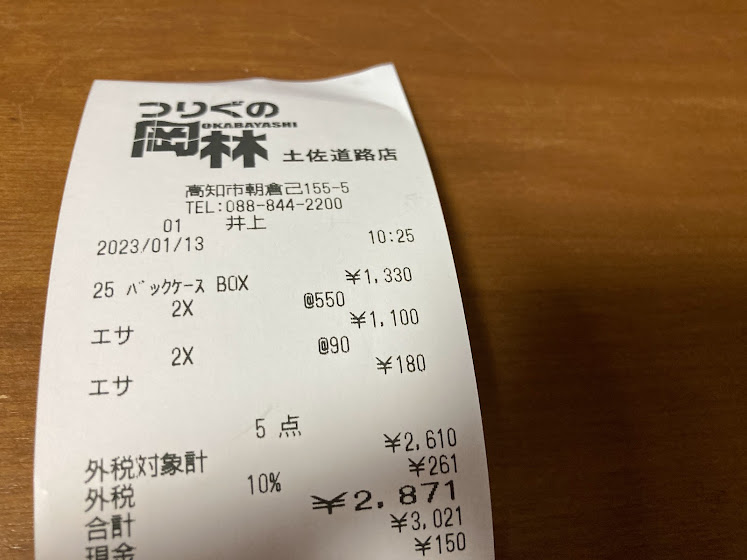 つりぐの
OKABAYASHI
岡林 土佐道路店
高知市朝倉己155-5
TEL:088-844-2200
01 井上
2023/01/13 10:25
25 バックケース BOX ¥1,330
2X @550
エサ ¥1,100
2X @90
エサ ¥180
5 点
外税対象計 ¥2,610
外税 10% ¥261
合計 ¥2,871
現金 ¥3,021
¥150